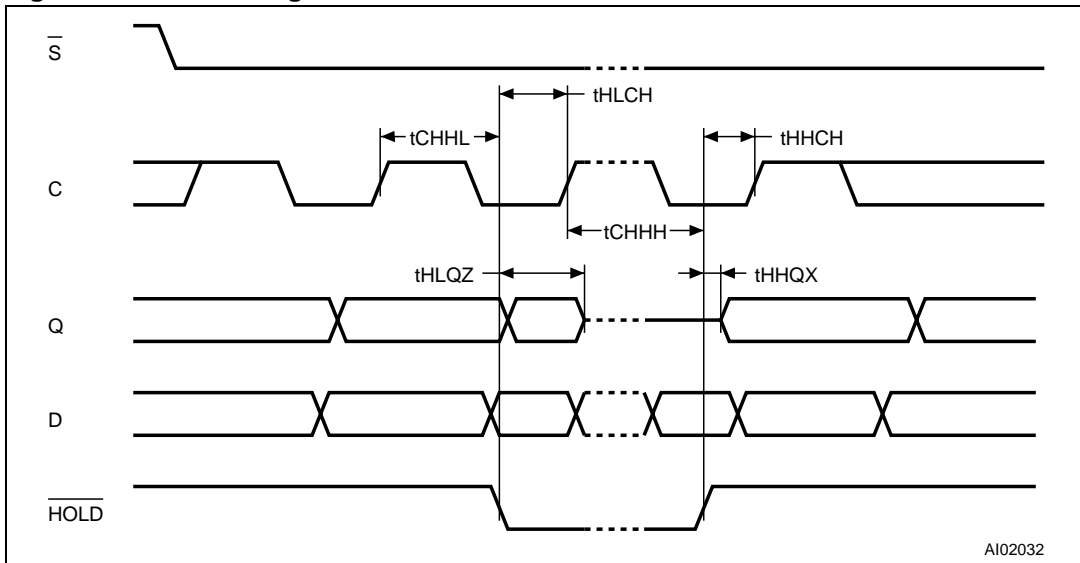 S
tHLCH
tCHHL
tHHCH
C
tCHHH
tHLQZ
tHHQX
Q
D
HOLD
AI02032